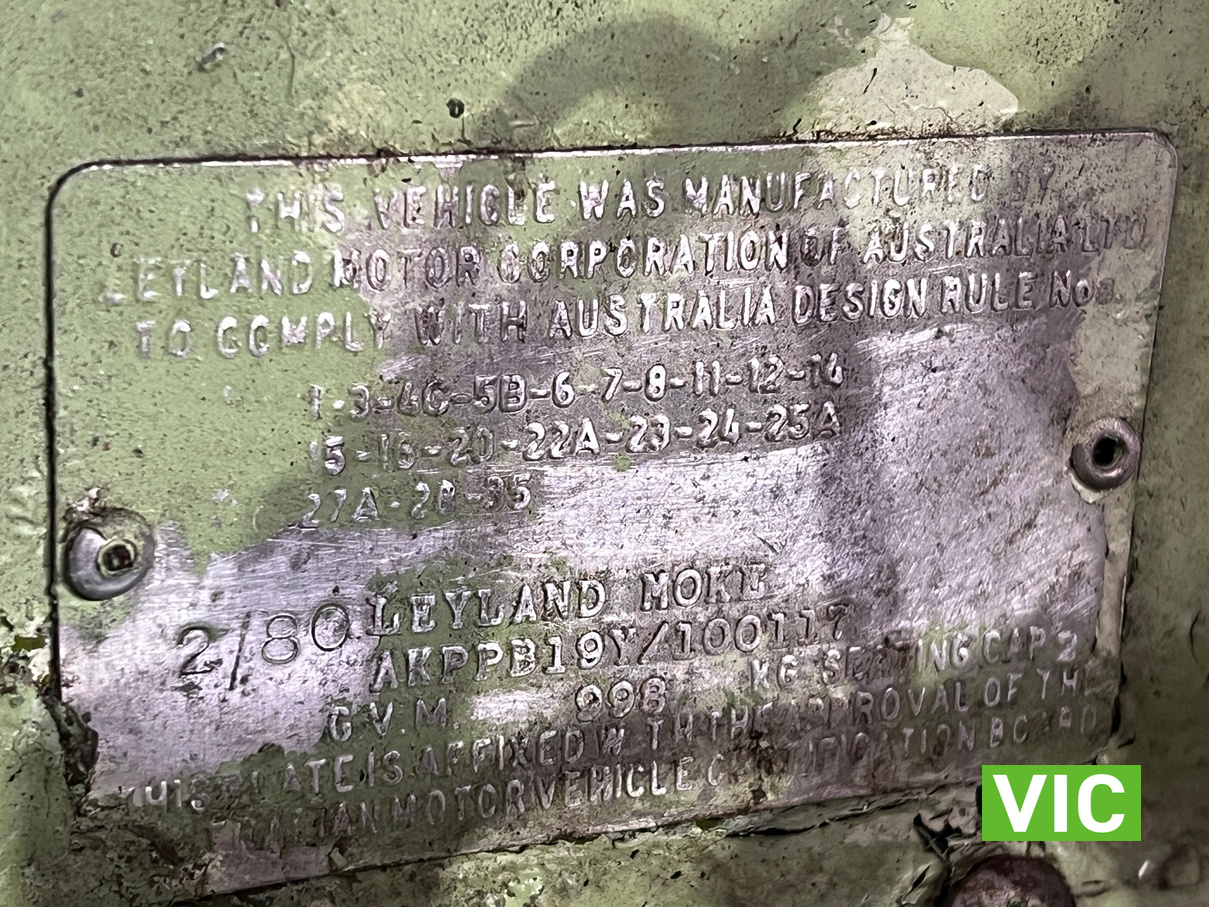 THIS VEHICLE WAS MANUFACTURED BY
LEYLAND MOTOR CORPORATION OF AUSTRALIA LTD
TO COMPLY WITH AUSTRALIA DESIGN RULE Nos.
1-3-4C-5B-6-7-8-11-12-14
15-16-20-22A-23-24-25A
27A-28-35
2/80 LEYLAND MOKE
AKPPB19Y/100117
G V M 998 KG SEATING CAP 2
THIS PLATE IS AFFIXED WITH THE APPROVAL OF THE
MOTOR VEHICLE CERTIFICATION BOARD
VIC